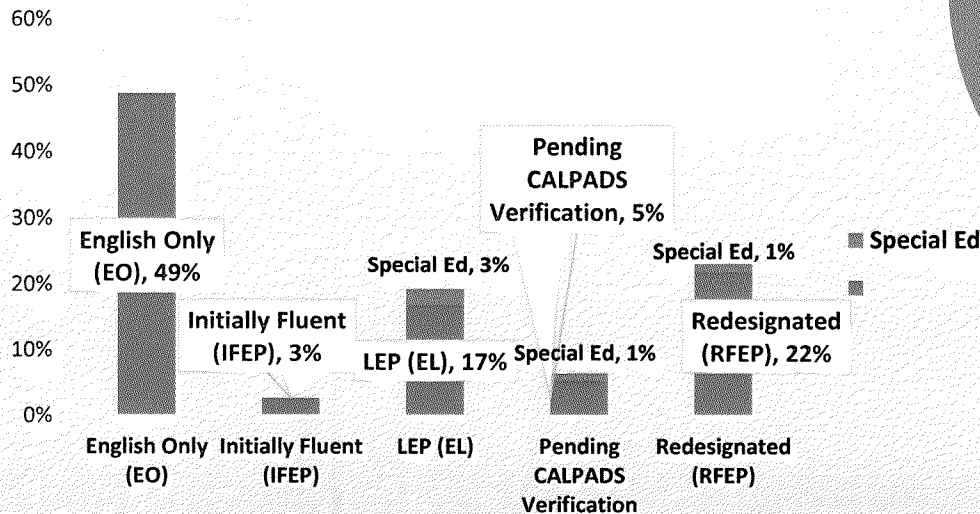 60%
50%
40%
30%
20%
10%
0%
English Only
(EO), 49%
Initially Fluent
(IFEP), 3%
Special Ed, 3%
LEP (EL), 17%
Pending
CALPADS
Verification, 5%
Special Ed, 1%
Special Ed, 1%
Redesignated
(RFEP), 22%
Special Ed
English Only
(EO)
Initially Fluent
(IFEP)
LEP (EL)
Pending
CALPADS
Verification
Redesignated
(RFEP)